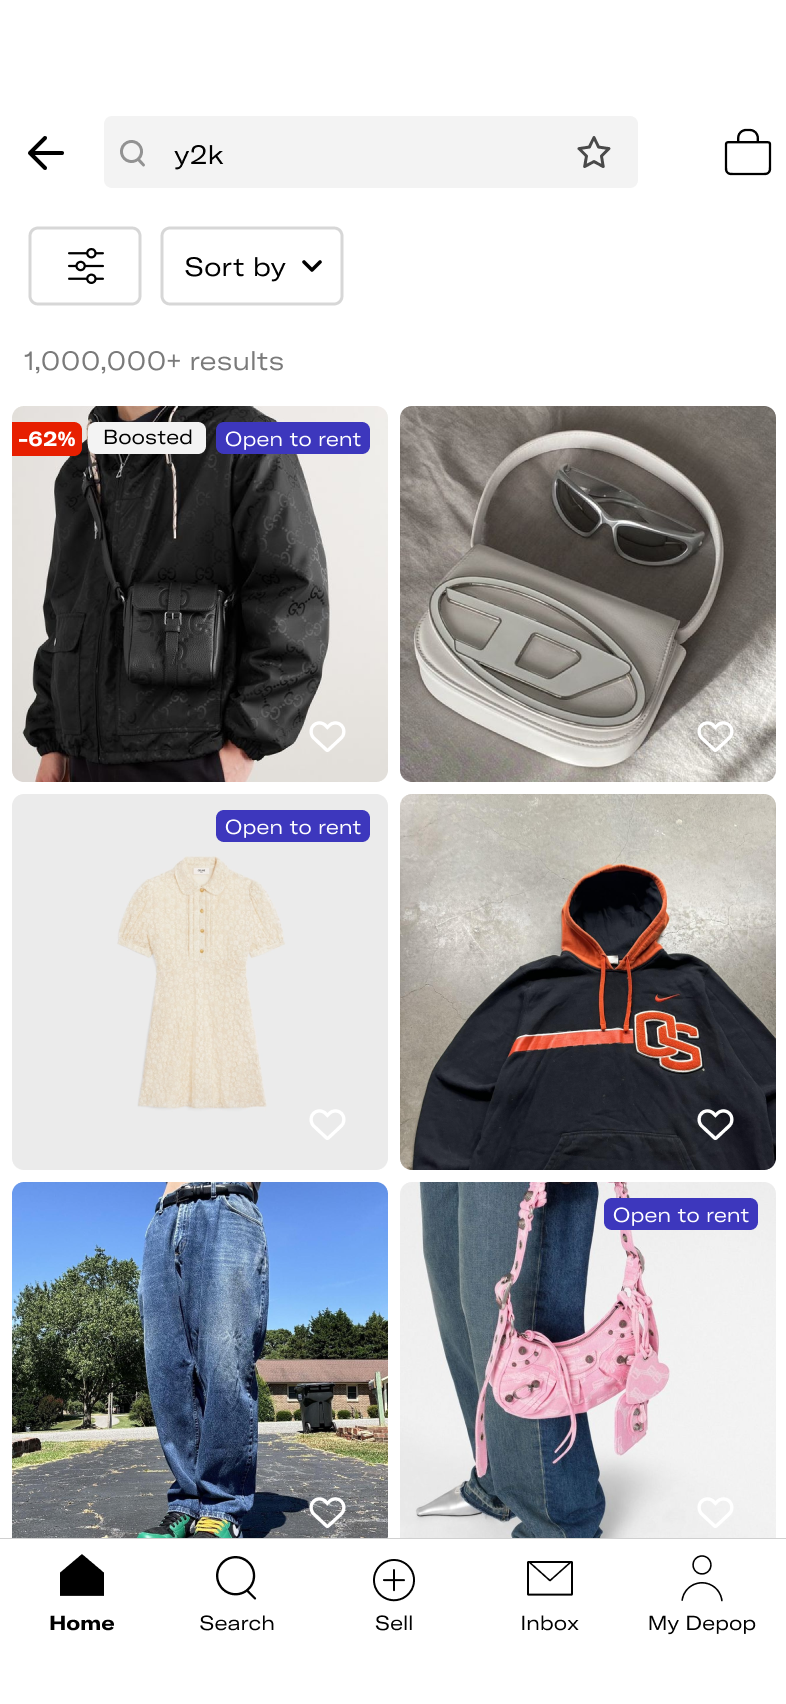 y2k
Sort by
1,000,000+ results
-62% Boosted Open to rent
Open to rent
OS
Open to rent
Home Search Sell Inbox My Depop